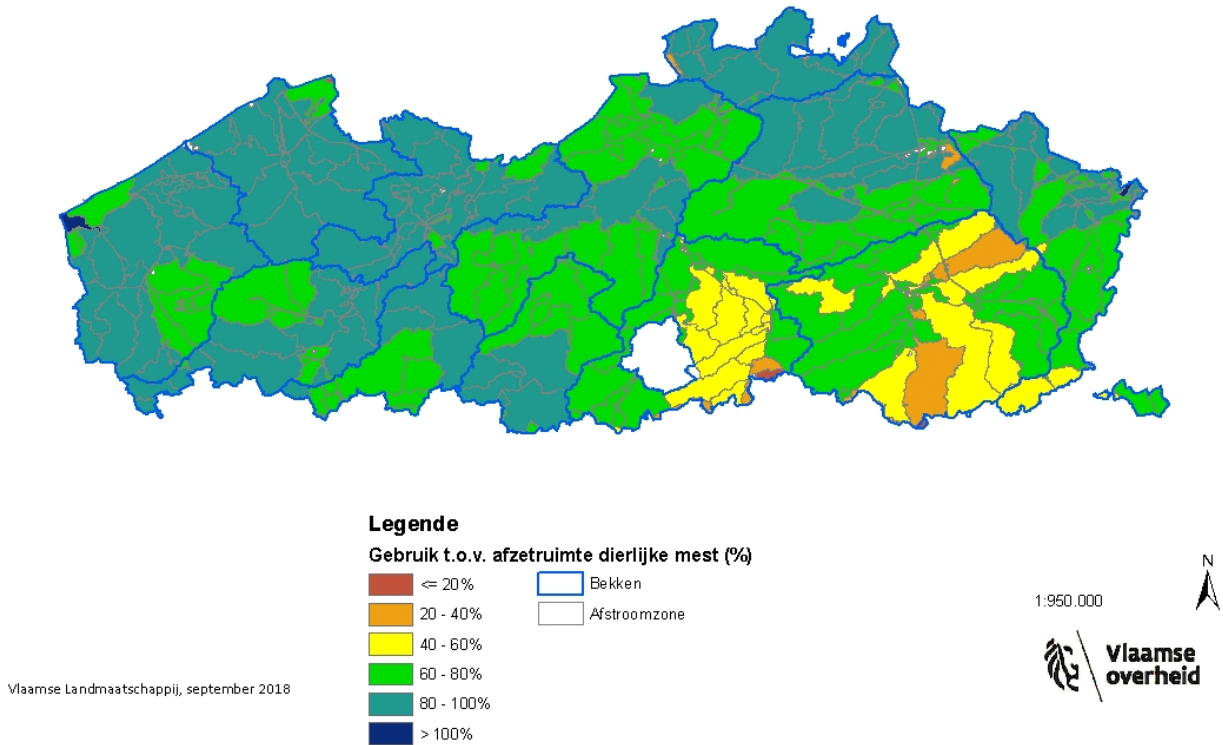 Legende
Gebruik t.o.v. afzetruimte dierlijke mest (%)
<= 20%
20 - 40%
40 - 60%
60 - 80%
80 - 100%
> 100%
Bekken
Afstroomzone
N
1:950.000
Vlaamse
overheid
Vlaamse Landmaatschappij, september 2018